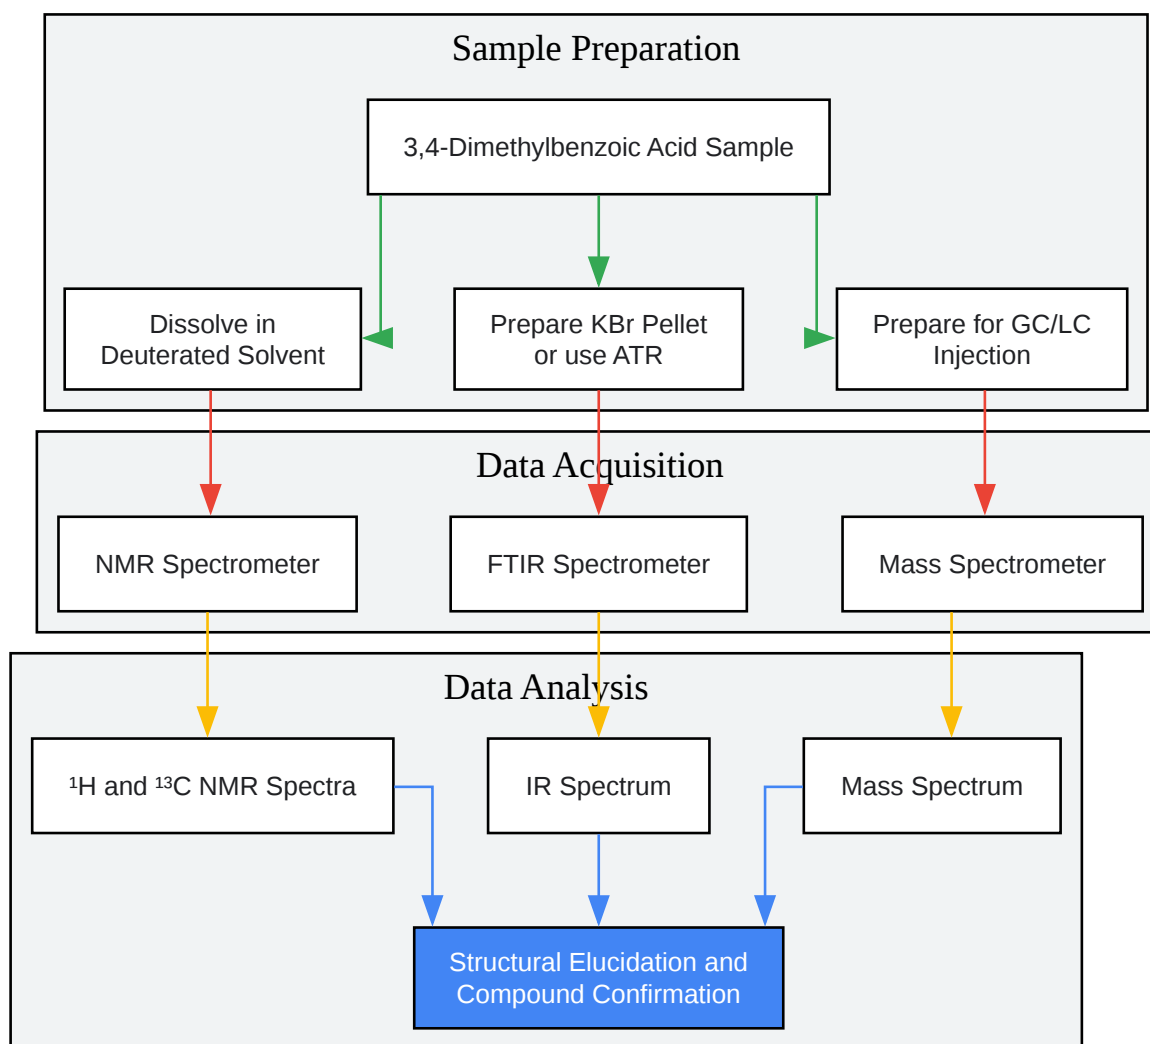 Sample Preparation
3,4-Dimethylbenzoic Acid Sample
Dissolve in
Deuterated Solvent
Prepare KBr Pellet
or use ATR
Prepare for GC/LC
Injection
Data Acquisition
NMR Spectrometer
FTIR Spectrometer
Mass Spectrometer
Data Analysis
¹H and ¹³C NMR Spectra
IR Spectrum
Mass Spectrum
Structural Elucidation and
Compound Confirmation